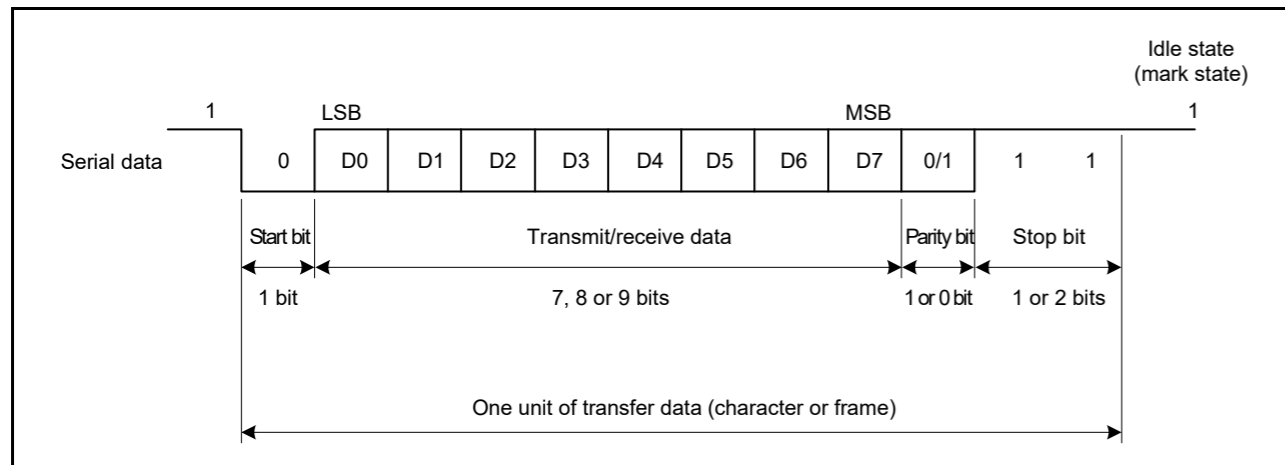 Idle state
(mark state)
1 LSB MSB 1
Serial data 0 D0 D1 D2 D3 D4 D5 D6 D7 0/1 1 1
Start bit Transmit/receive data Parity bit Stop bit
1 bit 7, 8 or 9 bits 1 or 0 bit 1 or 2 bits
One unit of transfer data (character or frame)